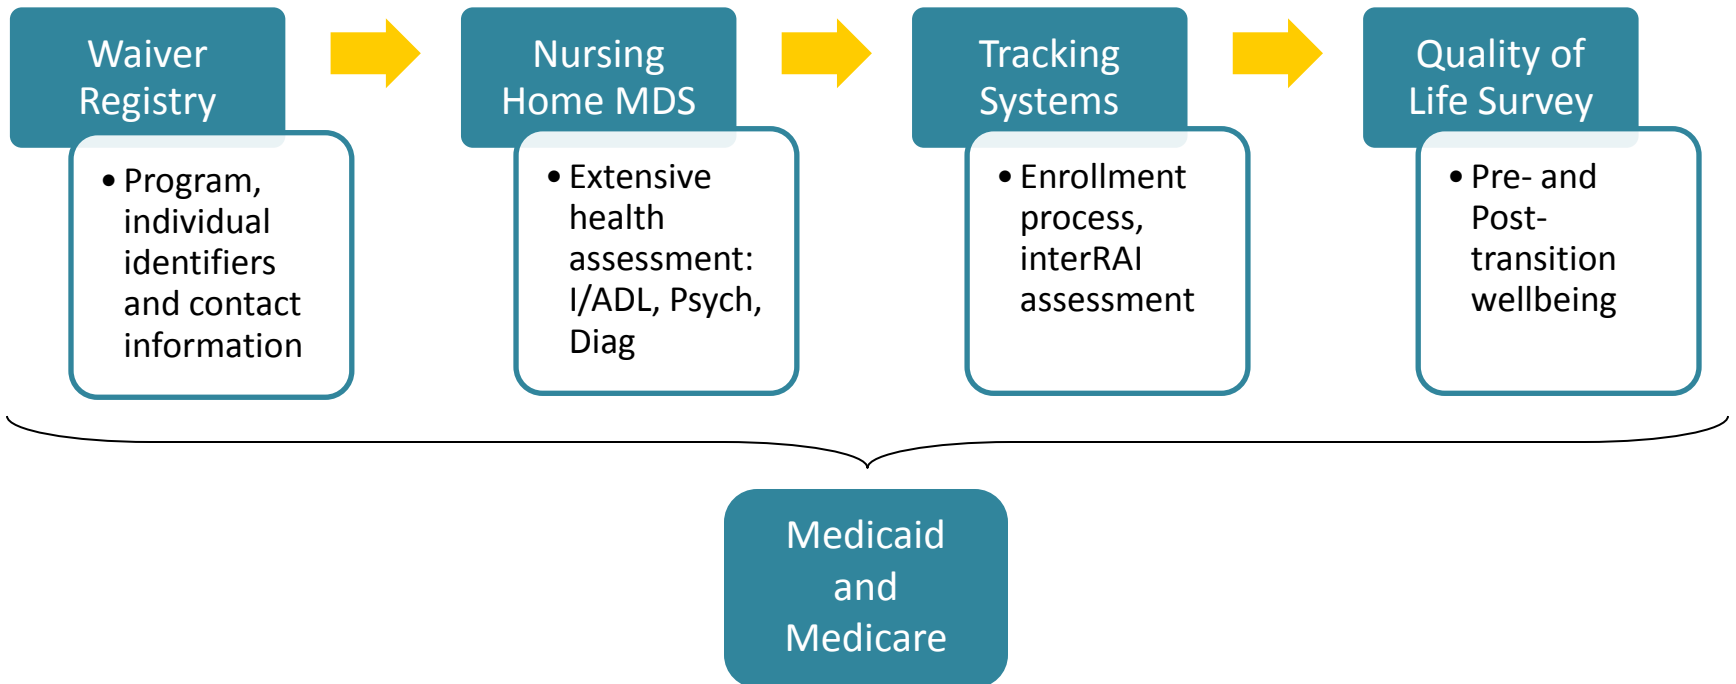 Waiver
Registry
• Program,
individual
identifiers
and contact
information
Nursing
Home MDS
• Extensive
health
assessment:
I/ADL, Psych,
Diag
Tracking
Systems
• Enrollment
process,
interRAI
assessment
Quality of
Life Survey
• Pre- and
Post-
transition
wellbeing
Medicaid
and
Medicare